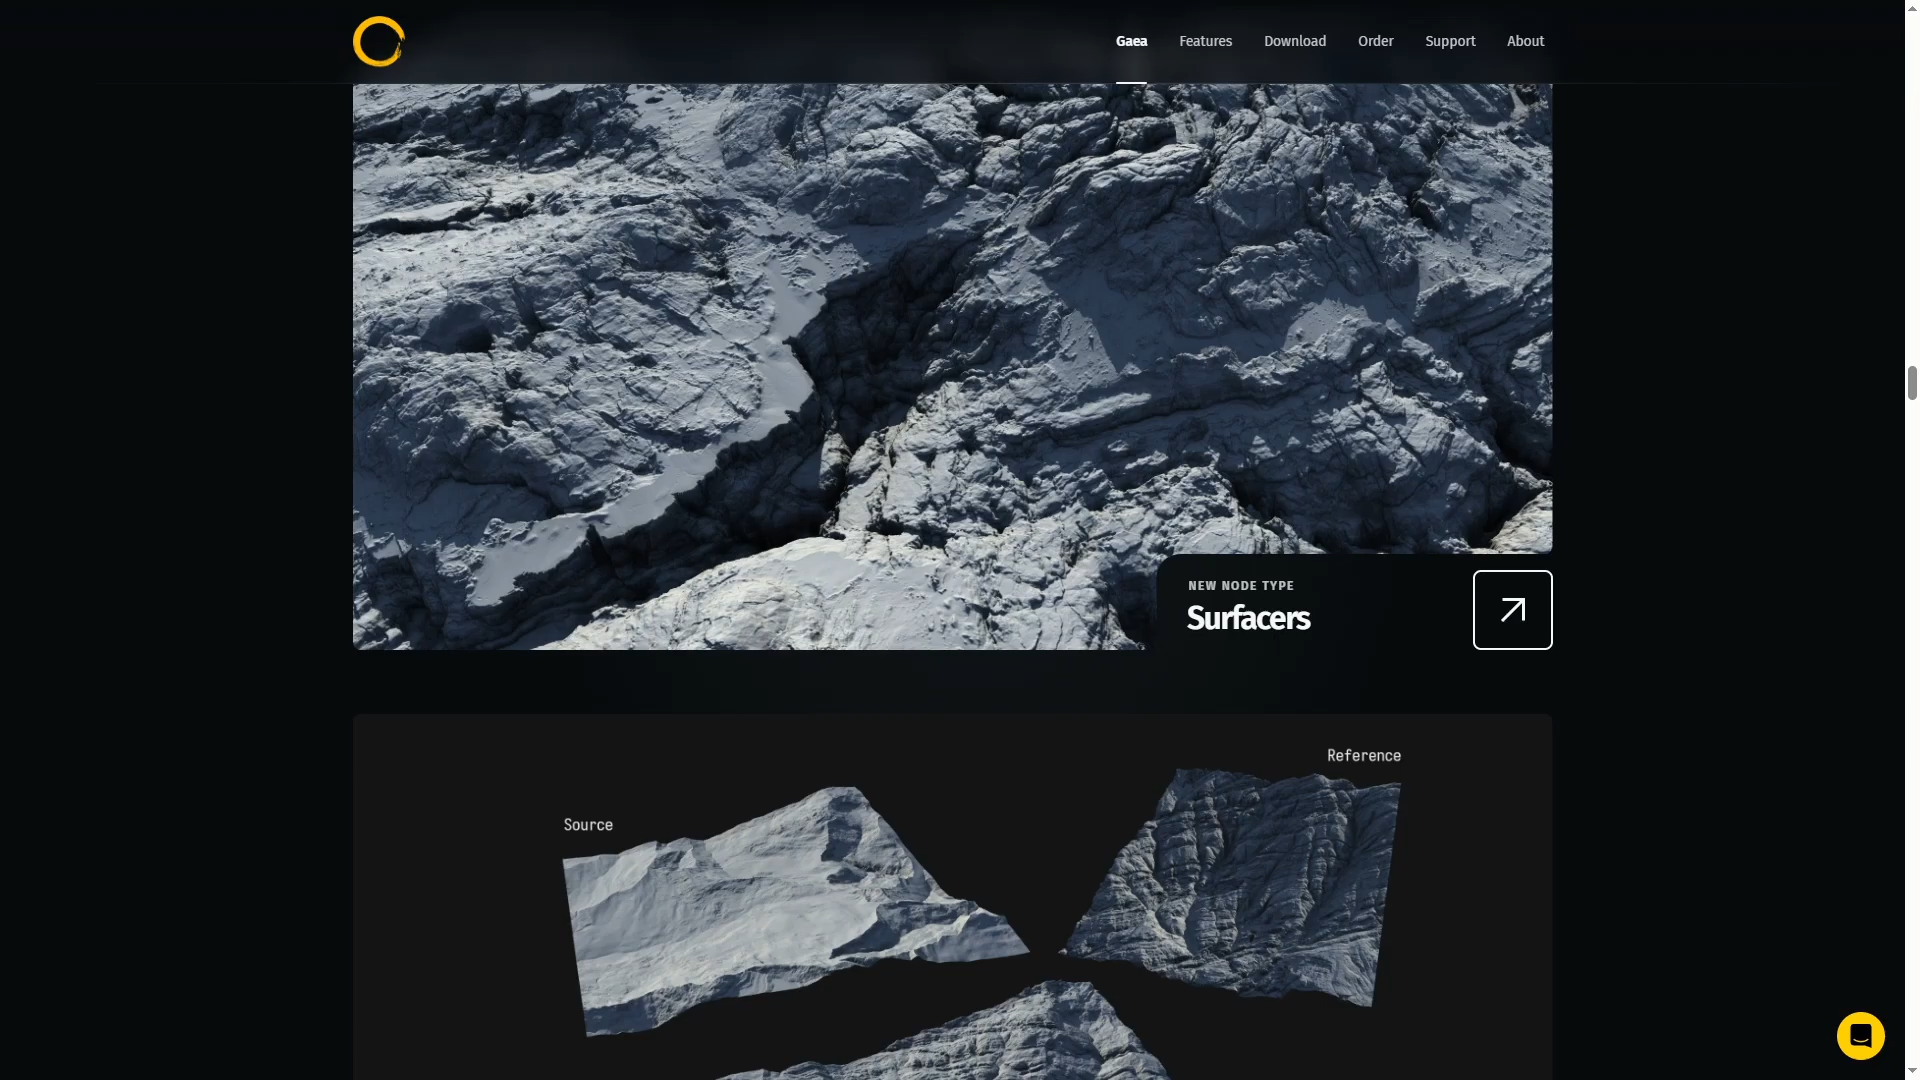 Gaea
Features
Download
Order
Support
About
NEW NODE TYPE
Surfacers
Reference
Source